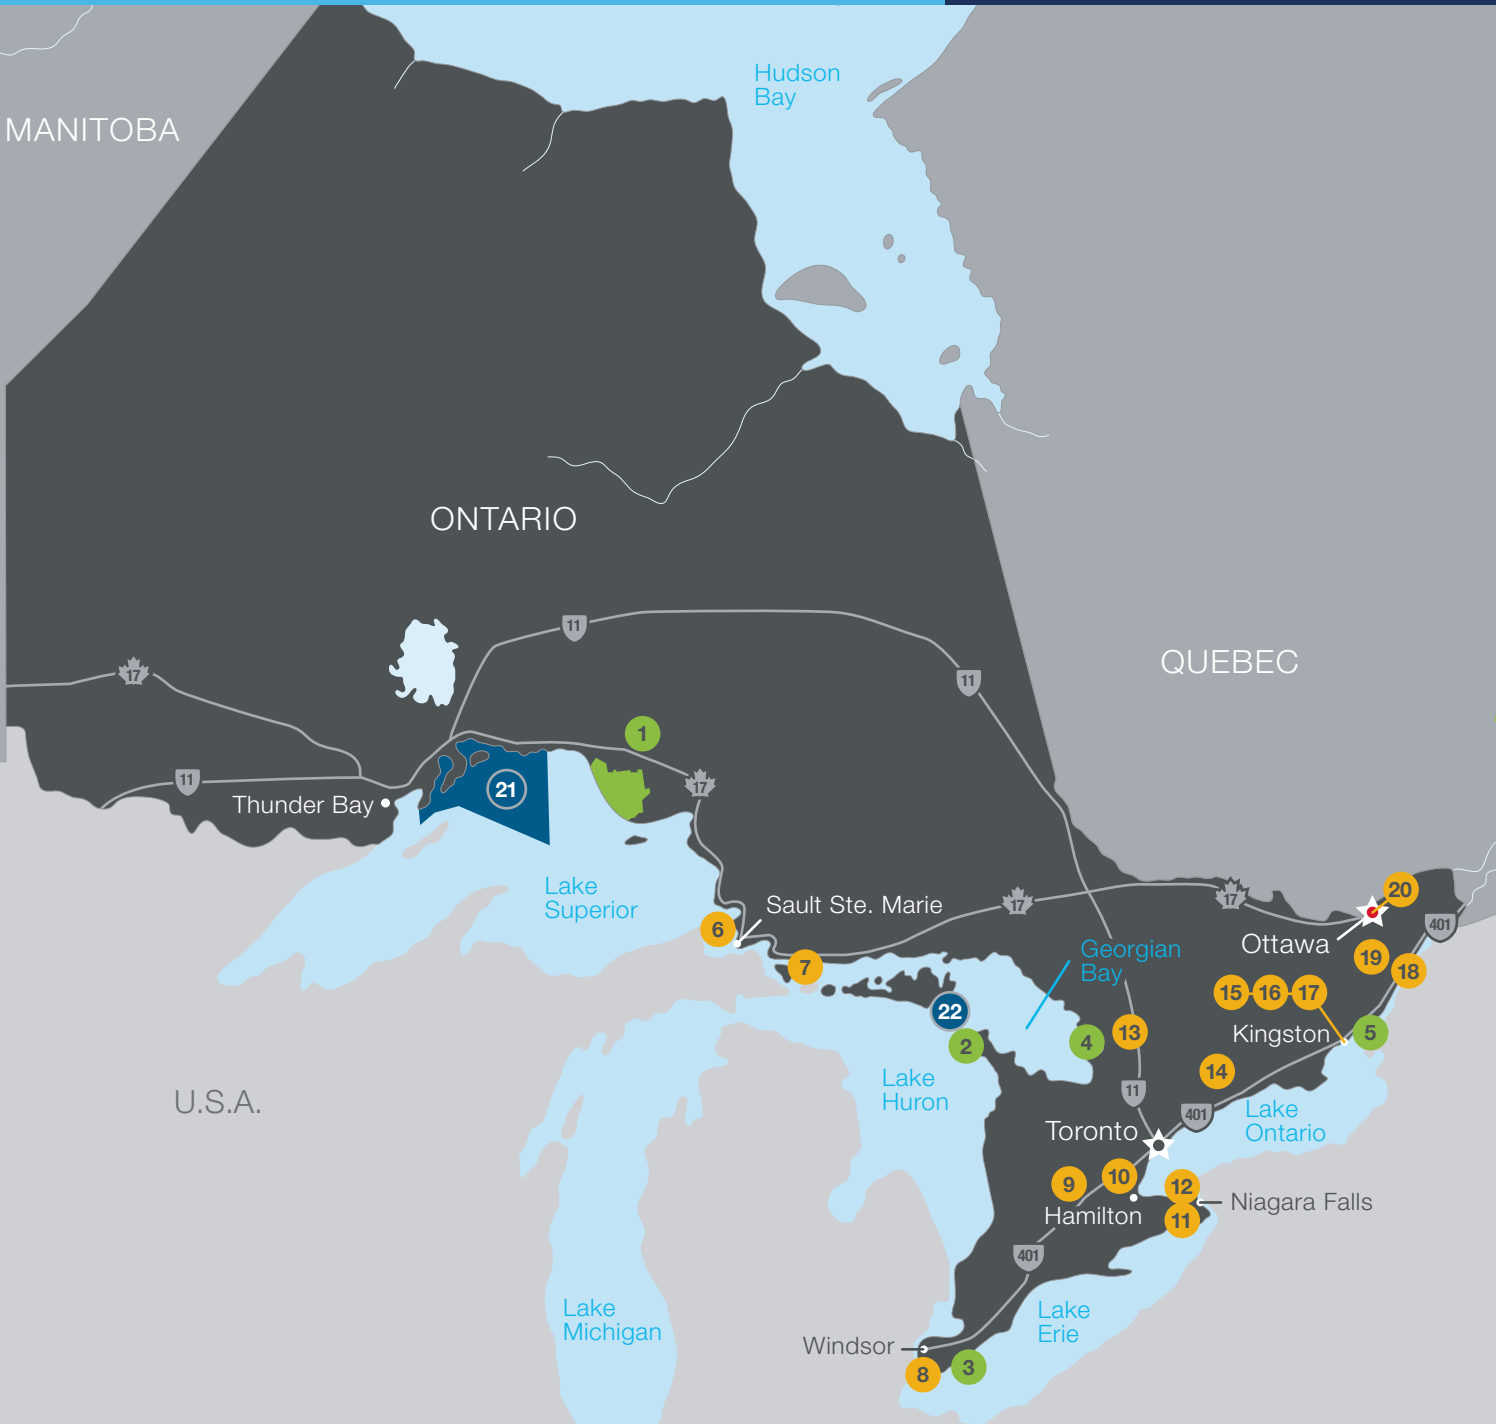 Hudson
Bay
MANITOBA
ONTARIO
11
QUEBEC
17
11
1
11
17
21
Thunder Bay
Lake
Superior
17
17
20
Sault Ste. Marie
6
401
Ottawa
Georgian
Bay
19
7
18
15
16
17
22
13
5
Kingston
4
2
14
Lake
Huron
11
U.S.A.
401
Lake
Ontario
Toronto
10
9
12
Niagara Falls
Hamilton
11
401
Lake
Michigan
Lake
Erie
Windsor
3
8